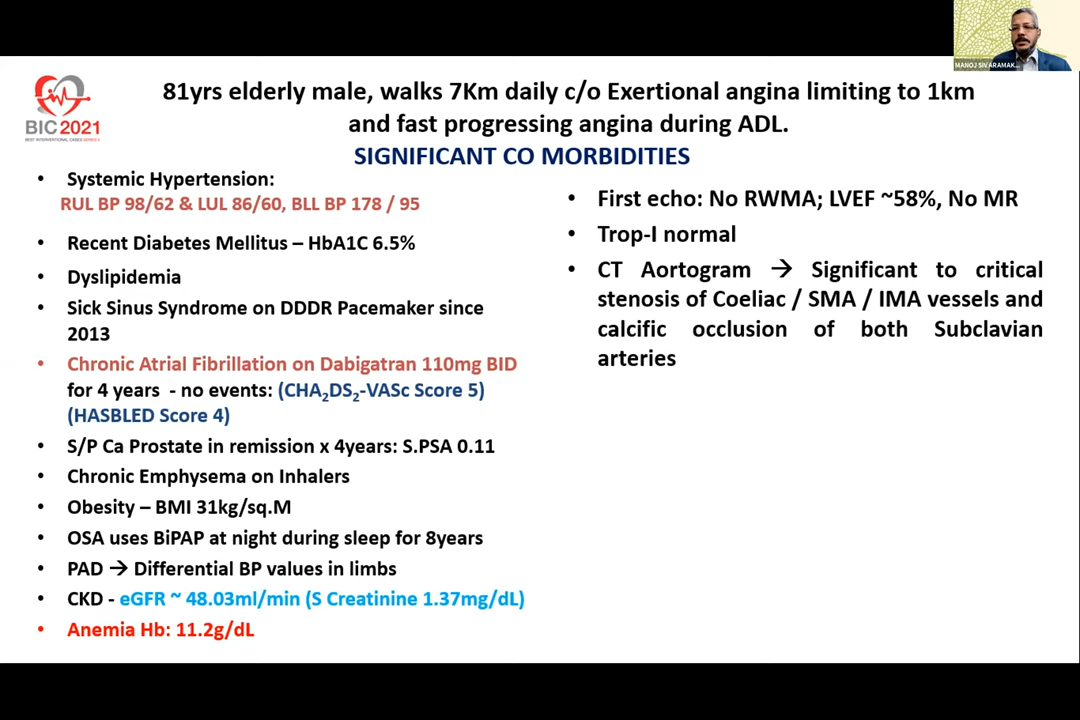 MANOJ SIVARAMAK...
BIC 2021
BEST INTERVENTIONAL CASES SERIES 2
81yrs elderly male, walks 7Km daily c/o Exertional angina limiting to 1km
and fast progressing angina during ADL.
SIGNIFICANT CO MORBIDITIES
• Systemic Hypertension:
RUL BP 98/62 & LUL 86/60, BLL BP 178 / 95
• Recent Diabetes Mellitus – HbA1C 6.5%
• Dyslipidemia
• Sick Sinus Syndrome on DDDR Pacemaker since
2013
• Chronic Atrial Fibrillation on Dabigatran 110mg BID
for 4 years - no events: (CHA₂DS₂-VASc Score 5)
(HASBLED Score 4)
• S/P Ca Prostate in remission x 4years: S.PSA 0.11
• Chronic Emphysema on Inhalers
• Obesity – BMI 31kg/sq.M
• OSA uses BiPAP at night during sleep for 8years
• PAD → Differential BP values in limbs
• CKD - eGFR ~ 48.03ml/min (S Creatinine 1.37mg/dL)
• Anemia Hb: 11.2g/dL
• First echo: No RWMA; LVEF ~58%, No MR
• Trop-I normal
• CT Aortogram → Significant to critical
stenosis of Coeliac / SMA / IMA vessels and
calcific occlusion of both Subclavian
arteries